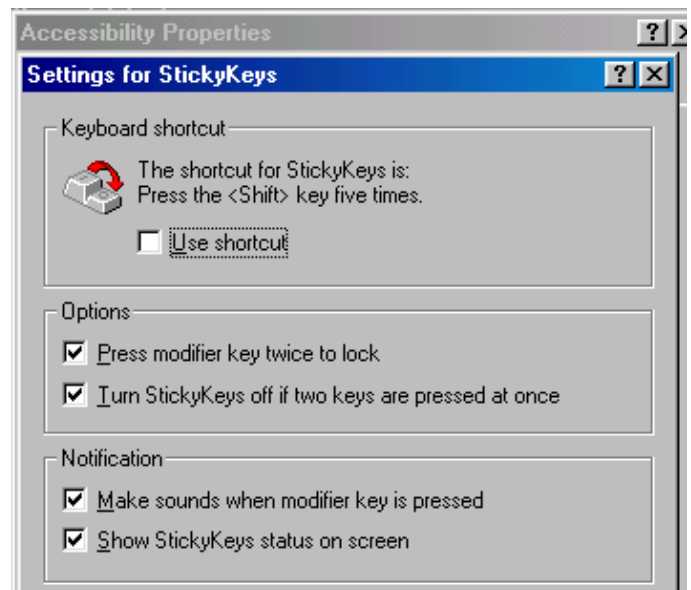 Accessibility Properties
Settings for StickyKeys
Keyboard shortcut
The shortcut for StickyKeys is:
Press the <Shift> key five times.
Use shortcut
Options
Press modifier key twice to lock
Turn StickyKeys off if two keys are pressed at once
Notification
Make sounds when modifier key is pressed
Show StickyKeys status on screen